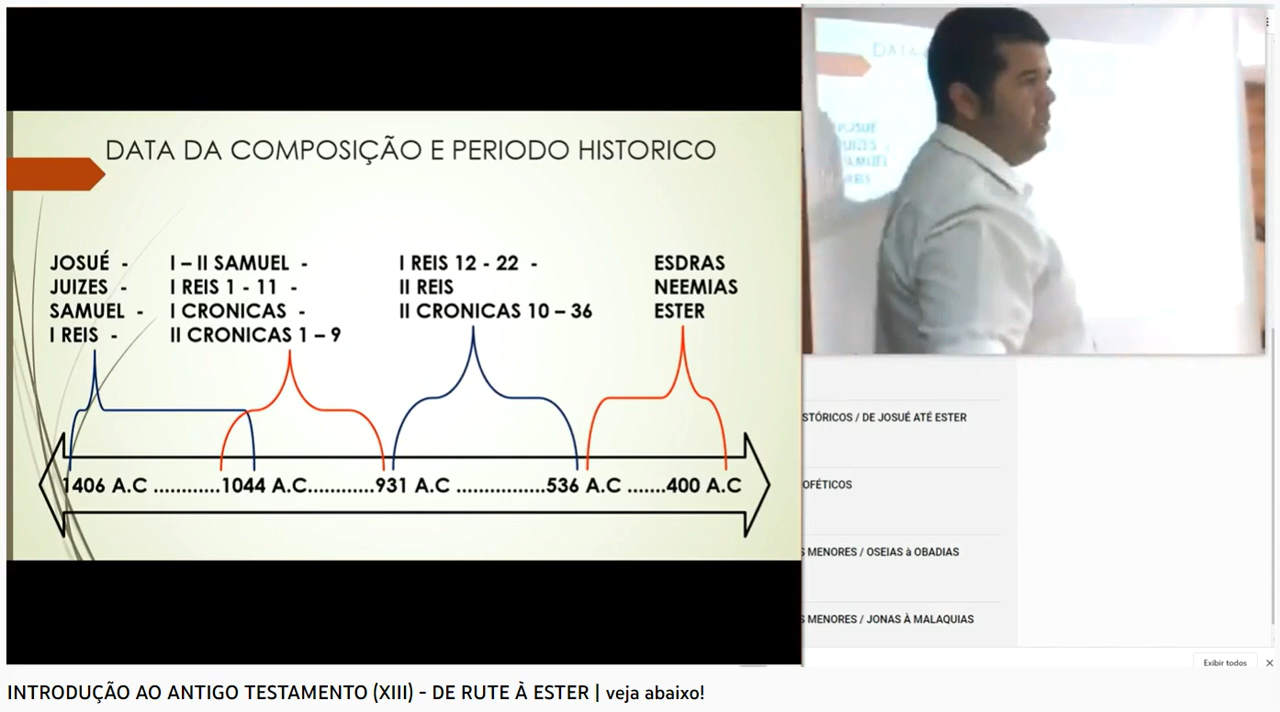 DATA DA COMPOSIÇÃO E PERIODO HISTORICO
JOSUÉ -
JUIZES -
SAMUEL -
I REIS -
I – II SAMUEL -
I REIS 1 - 11 -
I CRONICAS -
II CRONICAS 1 – 9
I REIS 12 - 22 -
II REIS
II CRONICAS 10 – 36
ESDRAS
NEEMIAS
ESTER
1406 A.C ............1044 A.C............931 A.C ................536 A.C .......400 A.C
DATA
JOSUÉ
JUIZES -
SAMUEL
REIS
STÓRICOS / DE JOSUÉ ATÉ ESTER
OFÉTICOS
S MENORES / OSEIAS à OBADIAS
S MENORES / JONAS À MALAQUIAS
Exibir todos
INTRODUÇÃO AO ANTIGO TESTAMENTO (XIII) - DE RUTE À ESTER | veja abaixo!